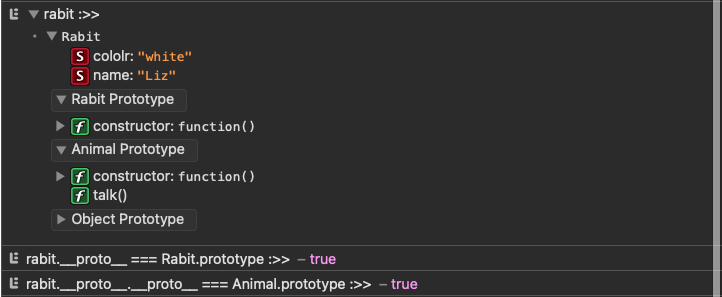 rabit :>>
Rabit
S cololr: "white"
S name: "Liz"
Rabit Prototype
f constructor: function()
Animal Prototype
f constructor: function()
f talk()
Object Prototype
rabit.__proto__ === Rabit.prototype :>> – true
rabit.__proto__.__proto__ === Animal.prototype :>> – true